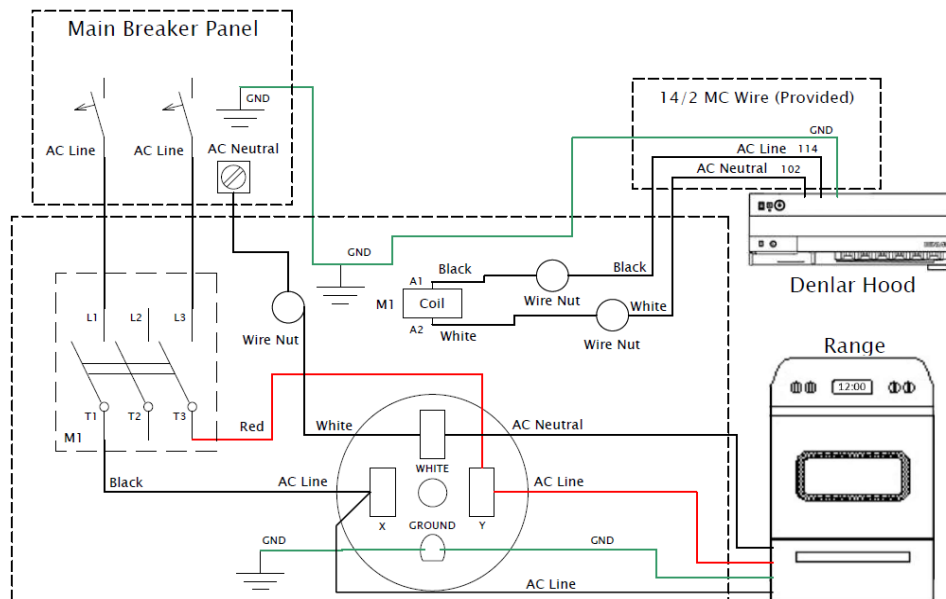 Main Breaker Panel
GND
AC Line
AC Line
AC Neutral
14/2 MC Wire (Provided)
GND
AC Line 114
AC Neutral 102
Denlar Hood
GND
L1
L2
L3
Wire Nut
T1
T2
T3
M1
Black
A1
M1
Coil
A2
White
Wire Nut
Black
White
Wire Nut
Range
12:00
Red
White
AC Neutral
WHITE
Black
AC Line
AC Line
X
GROUND
Y
GND
GND
AC Line